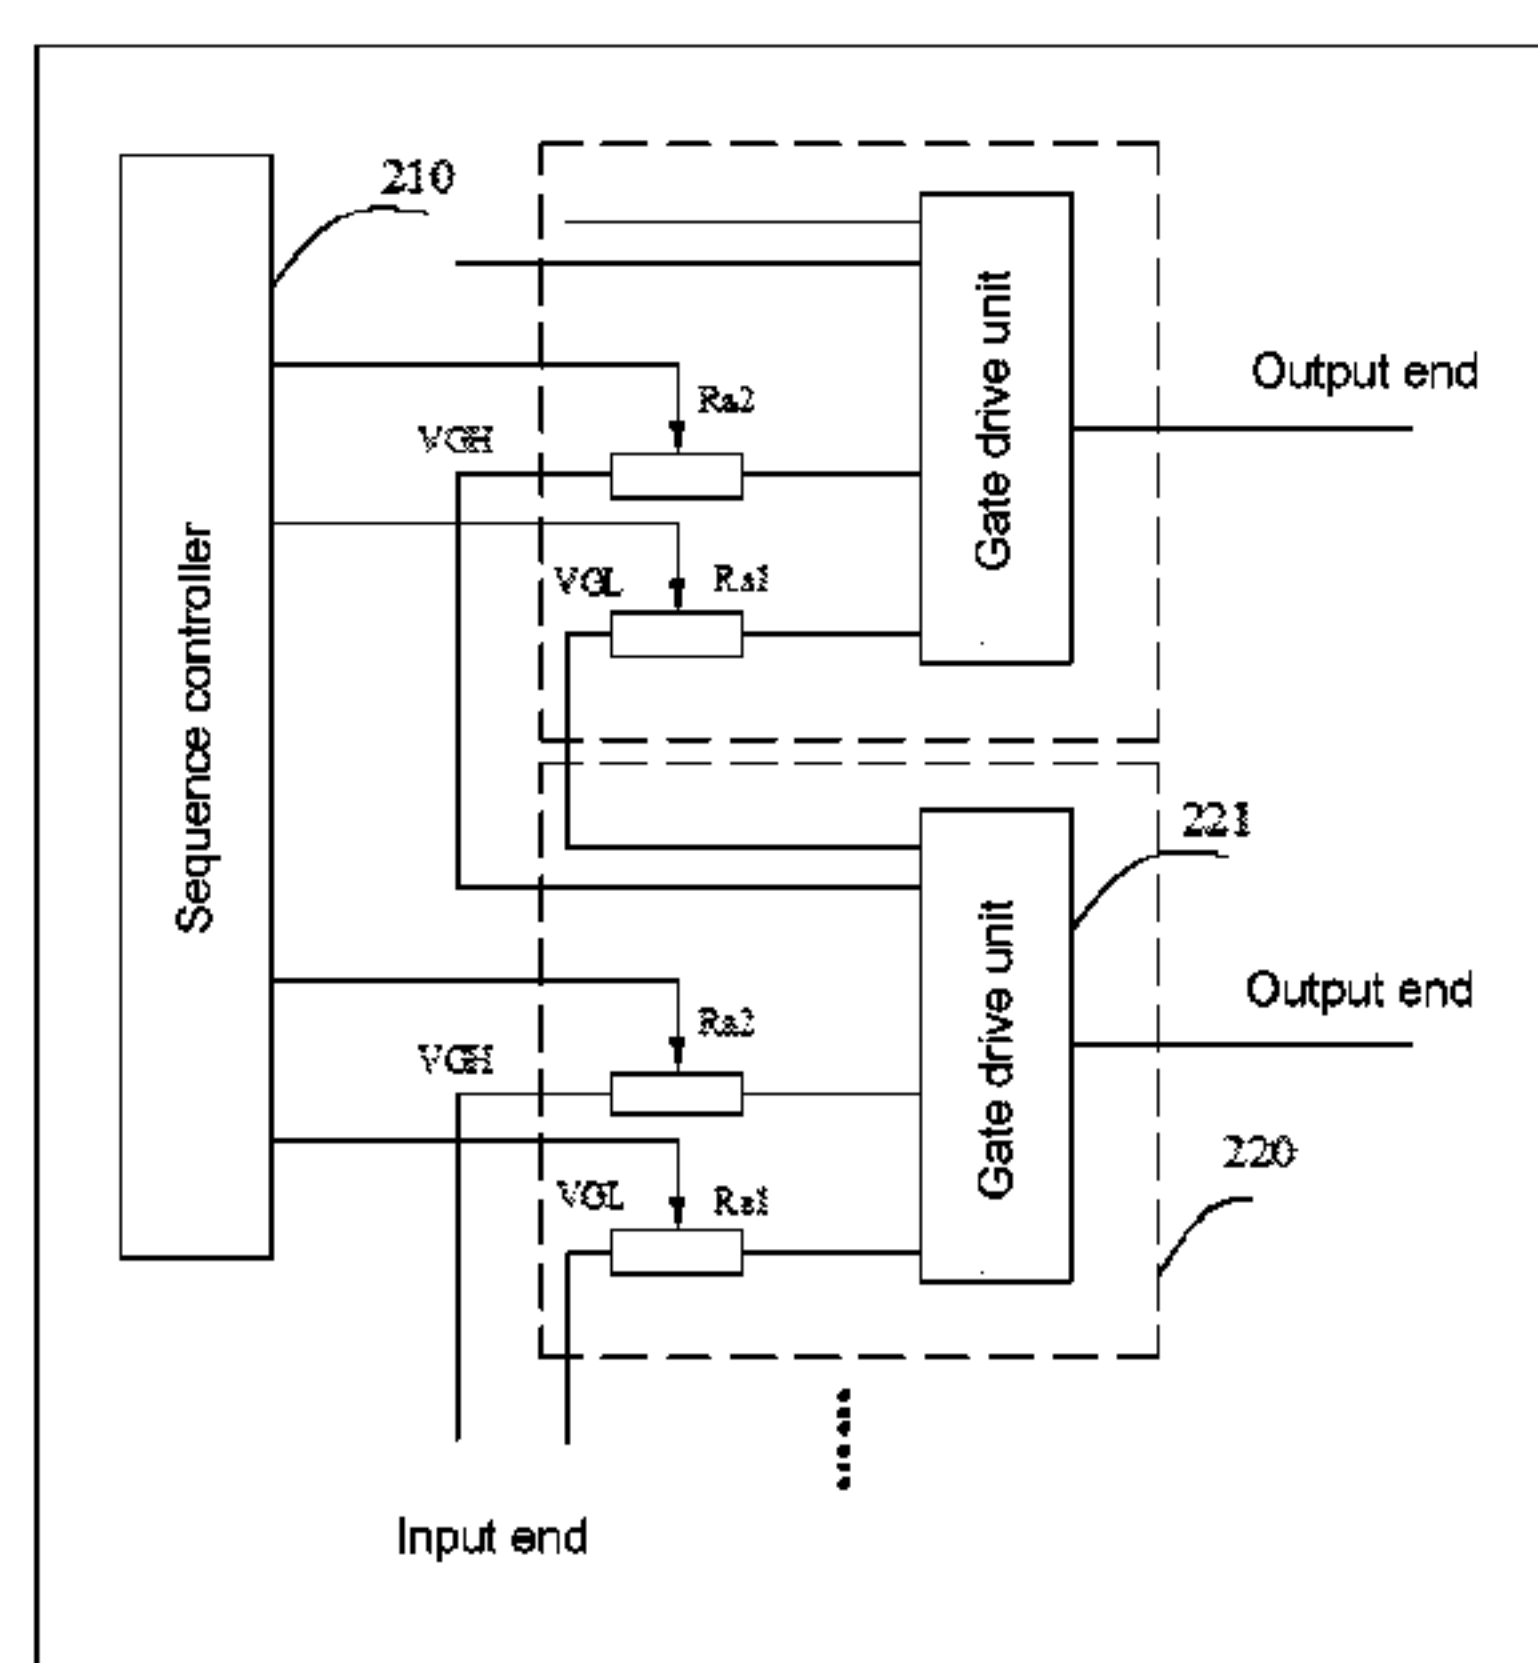 210
Ra2
VGH
Gate drive unit
Output end
VGL
Ra1
Sequence controller
221
Gate drive unit
Output end
Ra2
VGH
220
VGL
Ra1
Input end